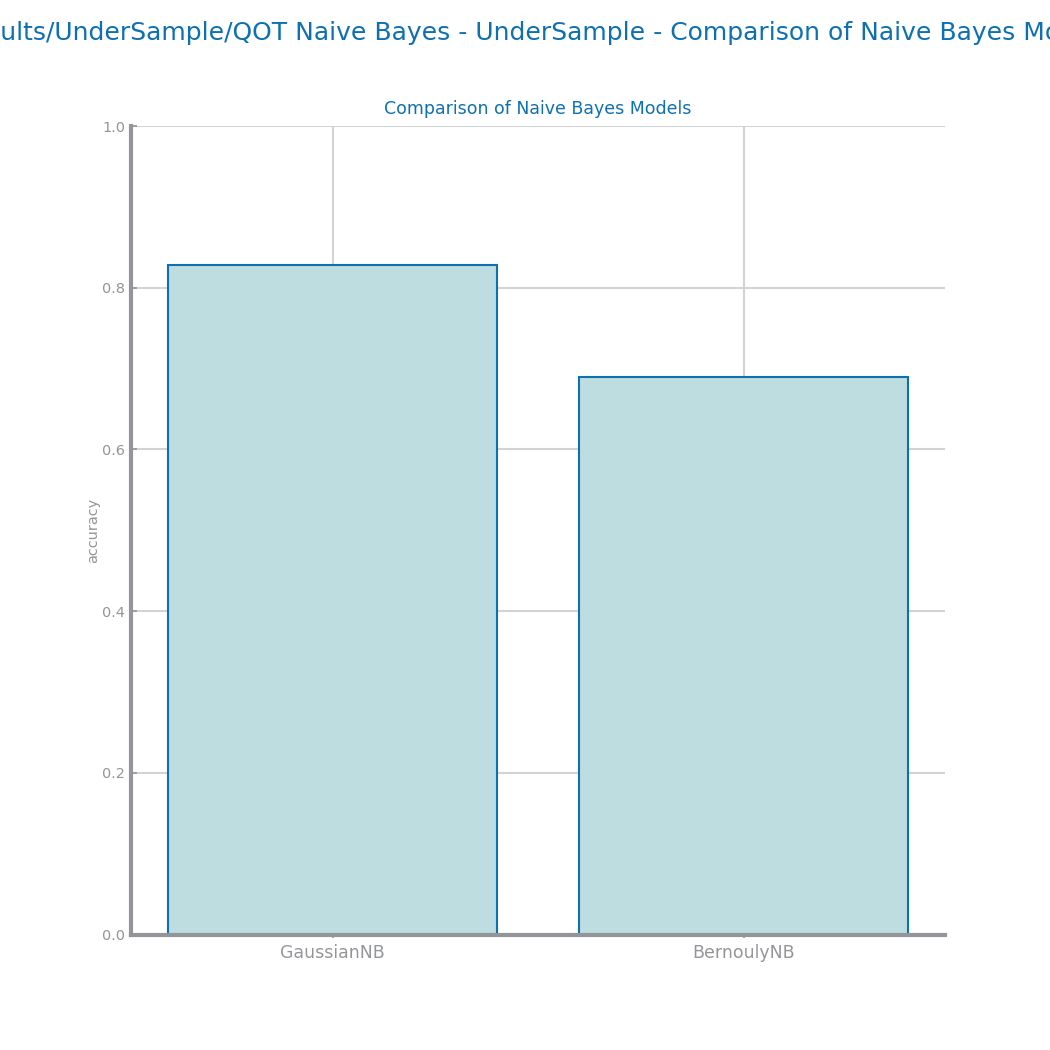 ults/UnderSample/QOT Naive Bayes - UnderSample - Comparison of Naive Bayes Mo
Comparison of Naive Bayes Models
1.0
0.8
0.6
0.4
0.2
0.0
accuracy
GaussianNB
BernoulyNB